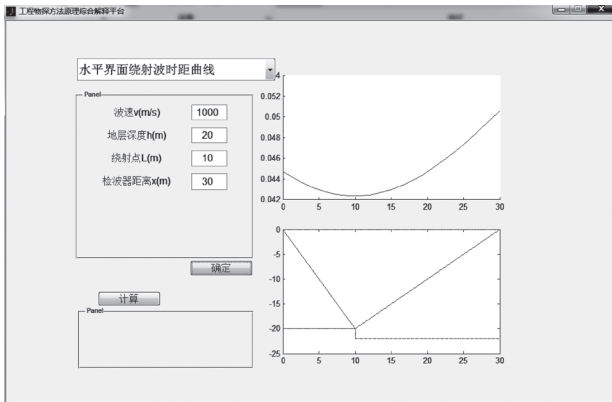 工程物探方法原理综合解释平台
水平界面绕射波时距曲线
Panel
波速v(m/s) 1000
地层深度h(m) 20
绕射点L(m) 10
检波器距离x(m) 30
确定
计算
Panel
4
0.052
0.05
0.048
0.046
0.044
0.042
0 5 10 15 20 25 30
0
-5
-10
-15
-20
-25
0 5 10 15 20 25 30